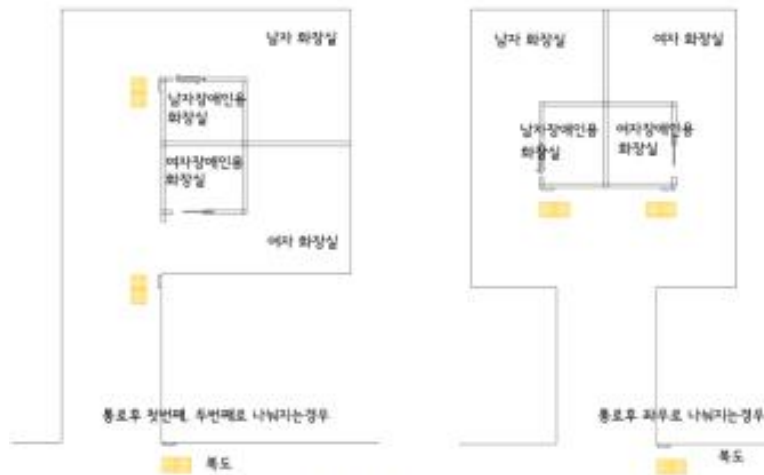 남자 화장실
남자장애인용
화장실
여자장애인용
화장실
여자 화장실
통로후 첫번째, 두번째로 나눠지는경우
복도
남자 화장실
여자 화장실
남자장애인용
화장실
여자장애인용
화장실
통로후 좌우로 나눠지는경우
복도